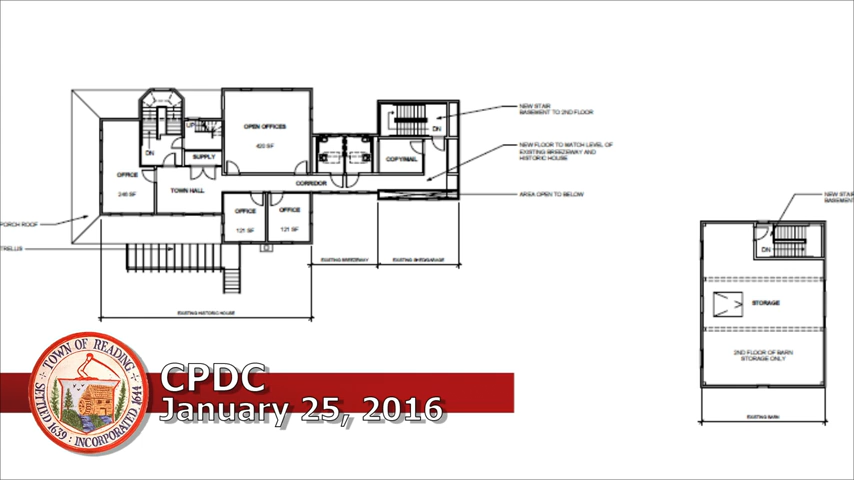 NEW STAIR
BASEMENT TO 2ND FLOOR
OPEN OFFICES
420 SF
UP
DN
DN
SUPPLY
COPY/MAIL
NEW FLOOR TO MATCH LEVEL OF
EXISTING BREEZEWAY AND
HISTORIC HOUSE
OFFICE
248 SF
TOWN HALL
CORRIDOR
AREA OPEN TO BELOW
OFFICE
121 SF
OFFICE
121 SF
PORCH ROOF
TRELLIS
EXISTING BREEZEWAY
EXISTING HISTORIC HOUSE
NEW STAIR
BASEMENT
DN
STORAGE
2ND FLOOR OF BARN
STORAGE ONLY
EXISTING BARN
TOWN OF READING
SETTLED 1639 : INCORPORATED 1644
CPDC
January 25, 2016